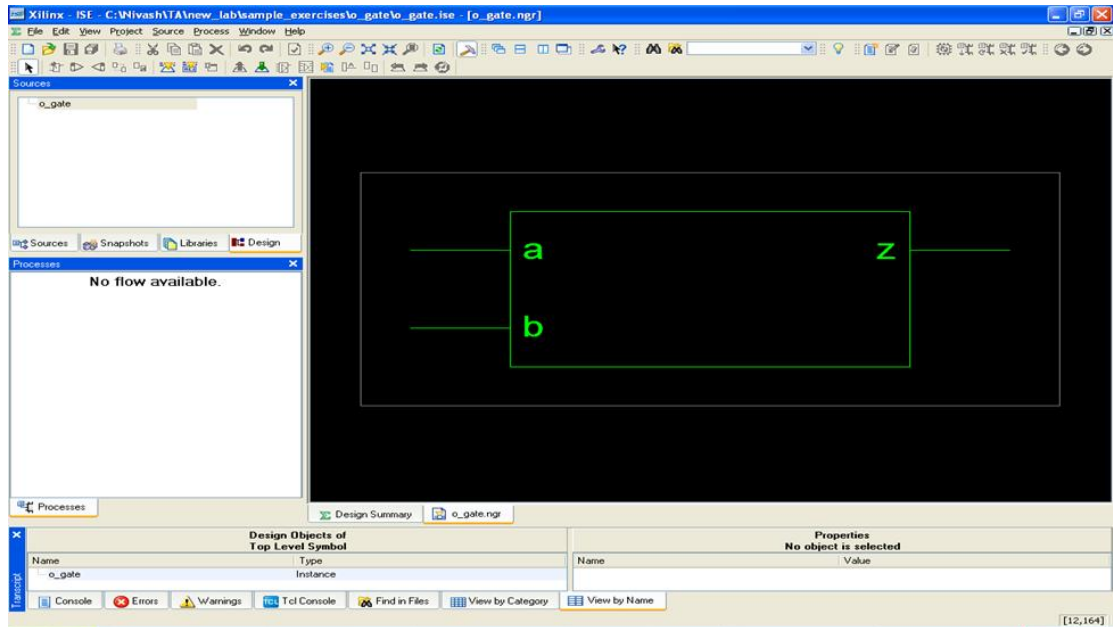 Xilinx - ISE - C:\Nivash\TA\new_lab\sample_exercises\o_gate\o_gate.ise - [o_gate.ngr]
File Edit View Project Source Process Window Help
Sources
o_gate
Sources Snapshots Libraries Design
Processes
No flow available.
Processes
a
z
b
Design Summary o_gate.ngr
Transcript
Design Objects of
Top Level Symbol
Name Type
o_gate Instance
Properties
No object is selected
Name Value
Console Errors Warnings Tcl Console Find in Files View by Category View by Name
[12,164]